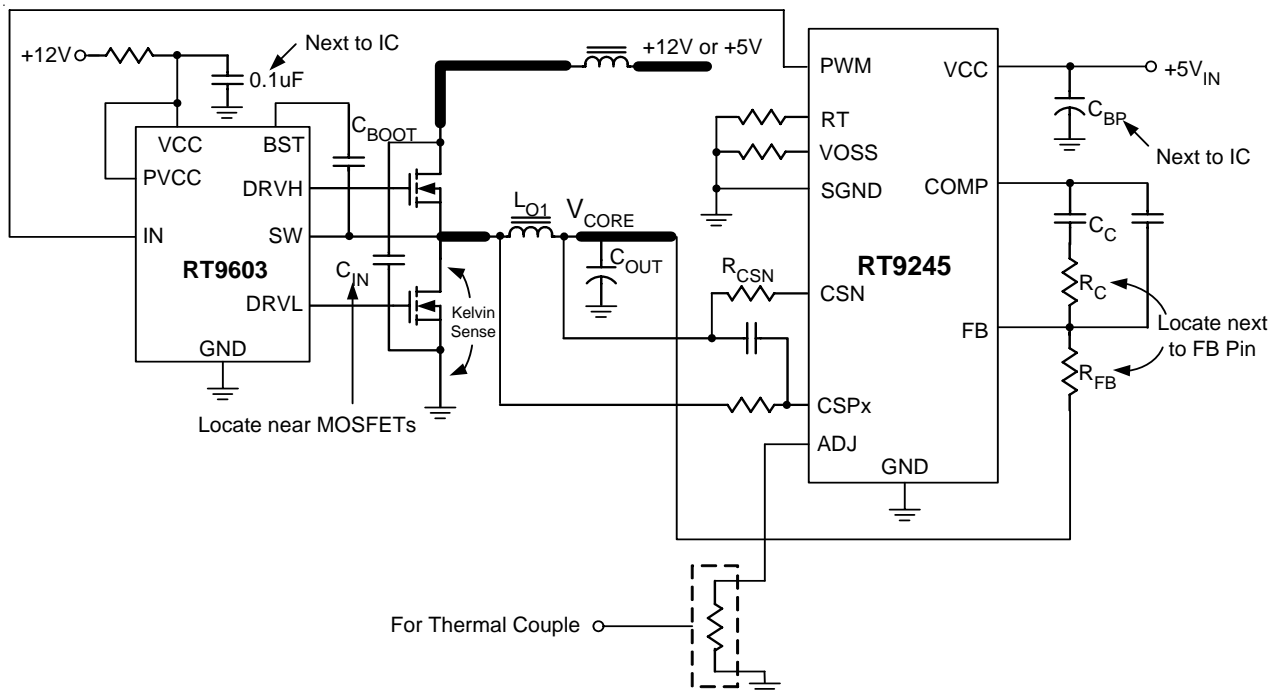 +12V
Next to IC
0.1uF
+12V or +5V
PWM
VCC
+5VIN
CBP
Next to IC
RT
VOSS
SGND
COMP
CC
RC
Locate next
to FB Pin
RFB
FB
RT9245
CSN
CSPx
ADJ
GND
VCC
BST
PVCC
DRVH
IN
SW
RT9603
DRVL
GND
CBOOT
CIN
LO1
VCORE
COUT
RCSN
Kelvin
Sense
Locate near MOSFETs
For Thermal Couple